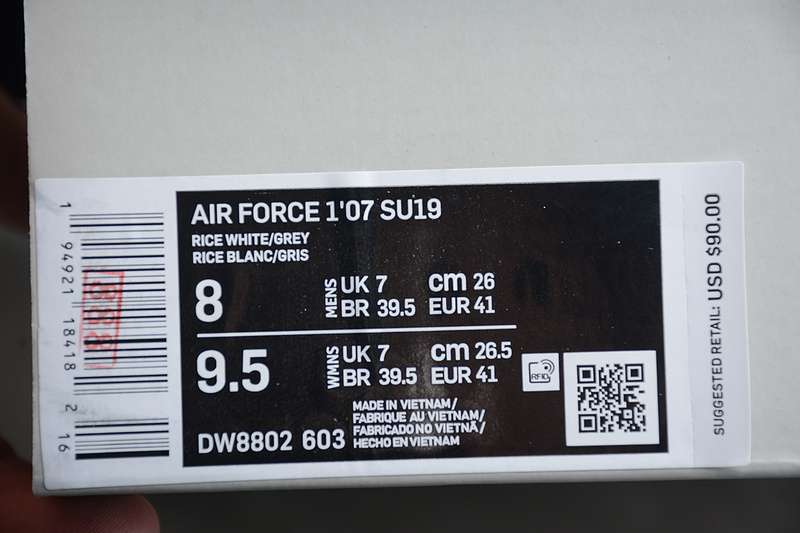 AIR FORCE 1'07 SU19
RICE WHITE/GREY
RICE BLANC/GRIS
8
MENS
UK 7 cm 26
BR 39.5 EUR 41
9.5
WMNS
UK 7 cm 26.5
BR 39.5 EUR 41
RFID
DW8802 603
MADE IN VIETNAM/
FABRIQUE AU VIETNAM/
FABRICADO NO VIETNÃ/
HECHO EN VIETNAM
1 94921 18418 2 16
888
SUGGESTED RETAIL: USD $90.00